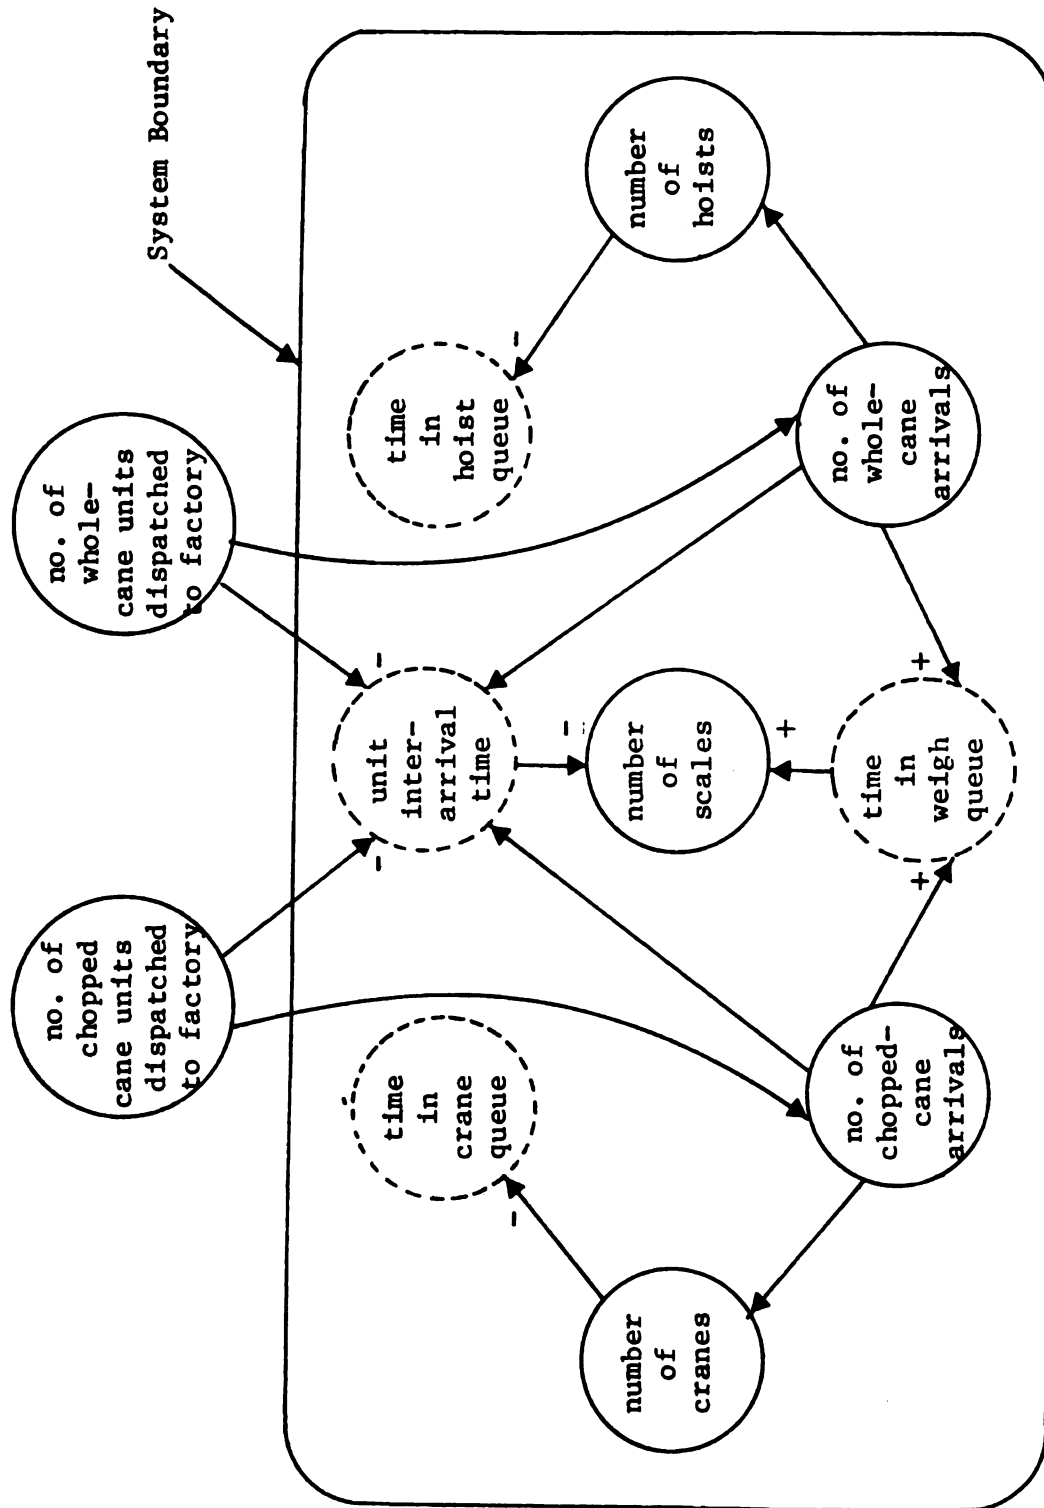 no. of
chopped
cane units
dispatched
to factory
no. of
whole-
cane units
dispatched
to factory
System Boundary
-
-
time
in
crane
queue
unit
inter-
arrival
time
time
in
hoist
queue
-
-
-
number
of
cranes
number
of
scales
number
of
hoists
+
no. of
chopped-
cane
arrivals
+
+
time
in
weigh
queue
no. of
whole-
cane
arrivals